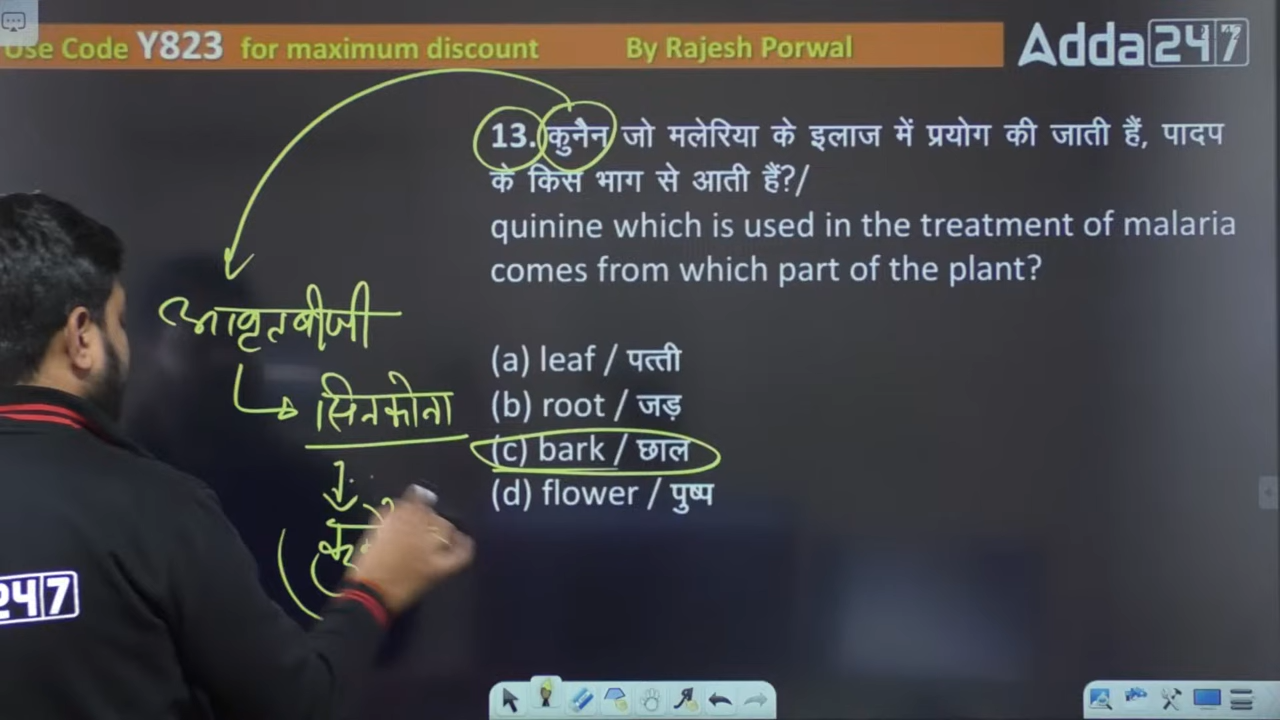 Use Code Y823 for maximum discount By Rajesh Porwal
Adda247
13. कुनैन जो मलेरिया के इलाज में प्रयोग की जाती हैं, पादप
के किस भाग से आती हैं?/
quinine which is used in the treatment of malaria
comes from which part of the plant?
आवृतबीजी
सिनकोना
(a) leaf / पत्ती
(b) root / जड़
(c) bark / छाल
(d) flower / पुष्प
247